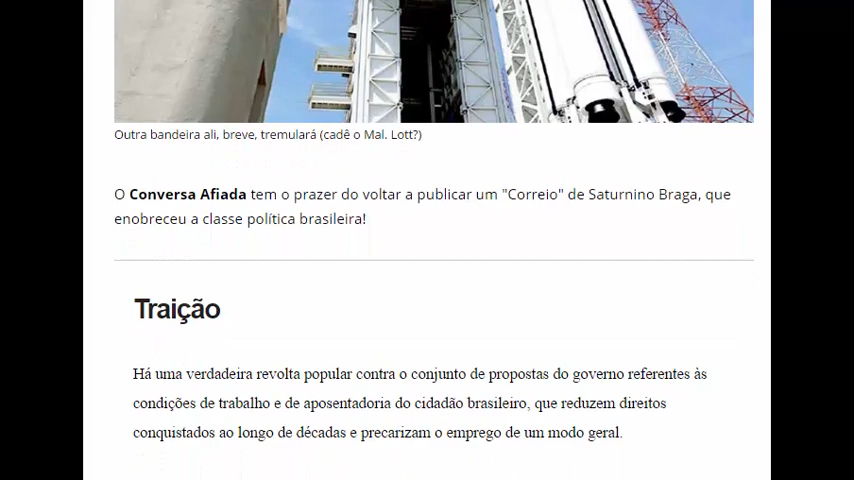 Outra bandeira ali, breve, tremulará (cadê o Mal. Lott?)
O Conversa Afiada tem o prazer do voltar a publicar um "Correio" de Saturnino Braga, que
enobreceu a classe política brasileira!
Traição
Há uma verdadeira revolta popular contra o conjunto de propostas do governo referentes às
condições de trabalho e de aposentadoria do cidadão brasileiro, que reduzem direitos
conquistados ao longo de décadas e precarizam o emprego de um modo geral.